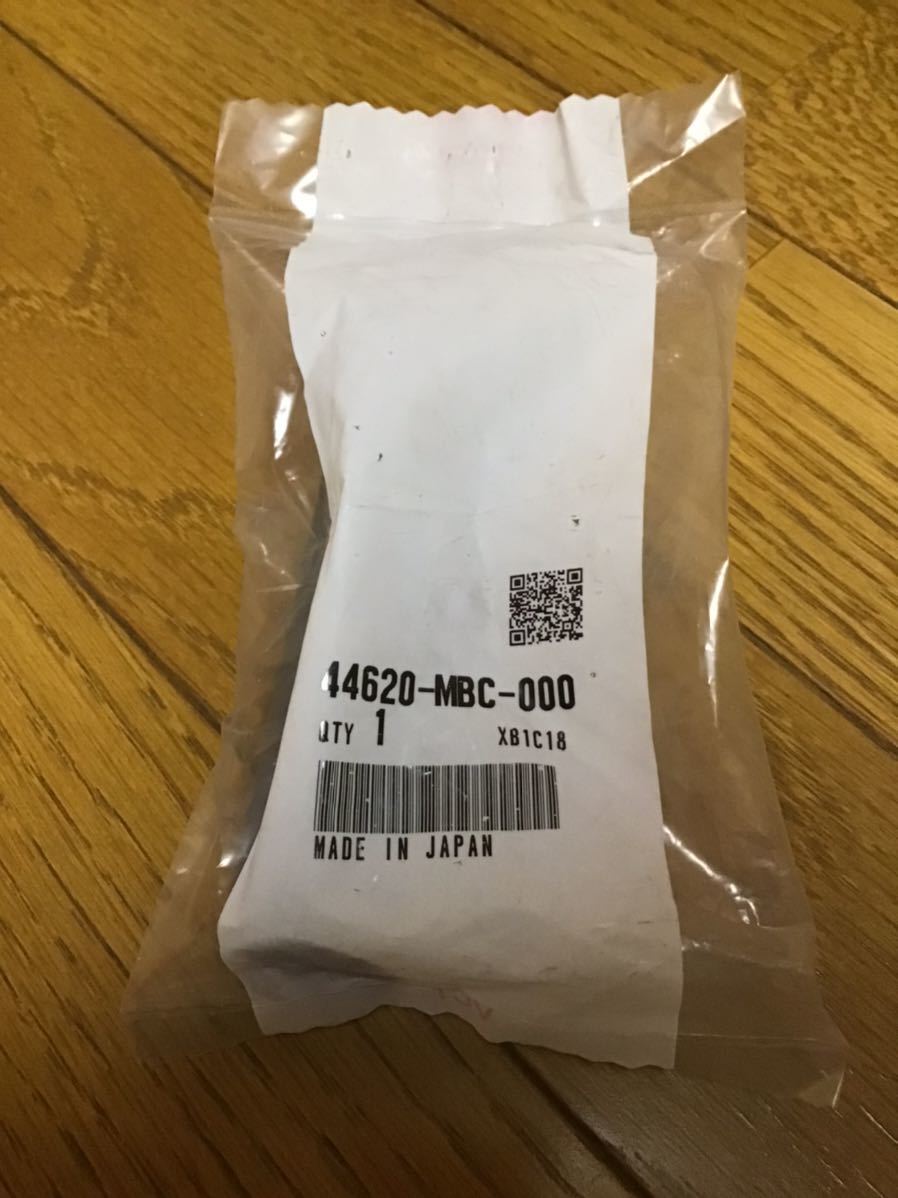 44620-MBC-000
QTY 1 XB1C18
MADE IN JAPAN